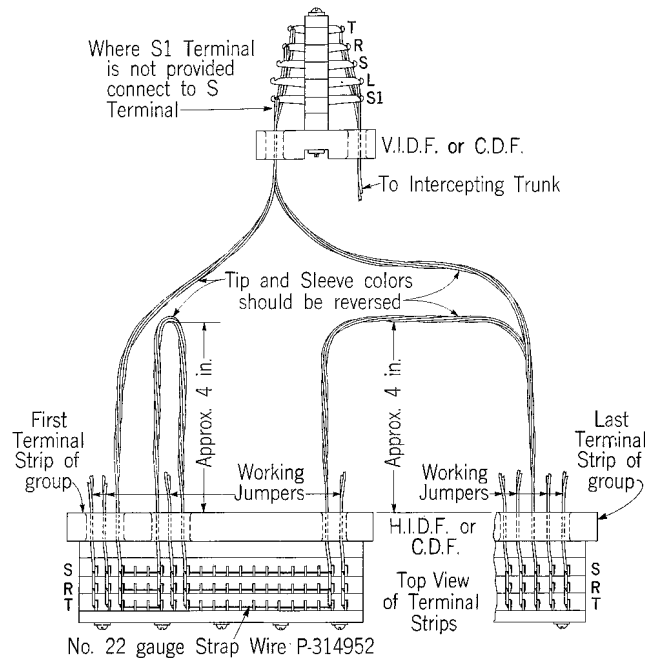 T
R
S
L
S1
Where S1 Terminal
is not provided
connect to S
Terminal
V.I.D.F. or C.D.F.
To Intercepting Trunk
Tip and Sleeve colors
should be reversed
Approx. 4 in.
Approx. 4 in.
First
Terminal
Strip of
group
Working
Jumpers
Working
Jumpers
Last
Terminal
Strip of
group
H.I.D.F. or
C.D.F.
Top View
of Terminal
Strips
S
R
T
S
R
T
No. 22 gauge Strap Wire P-314952